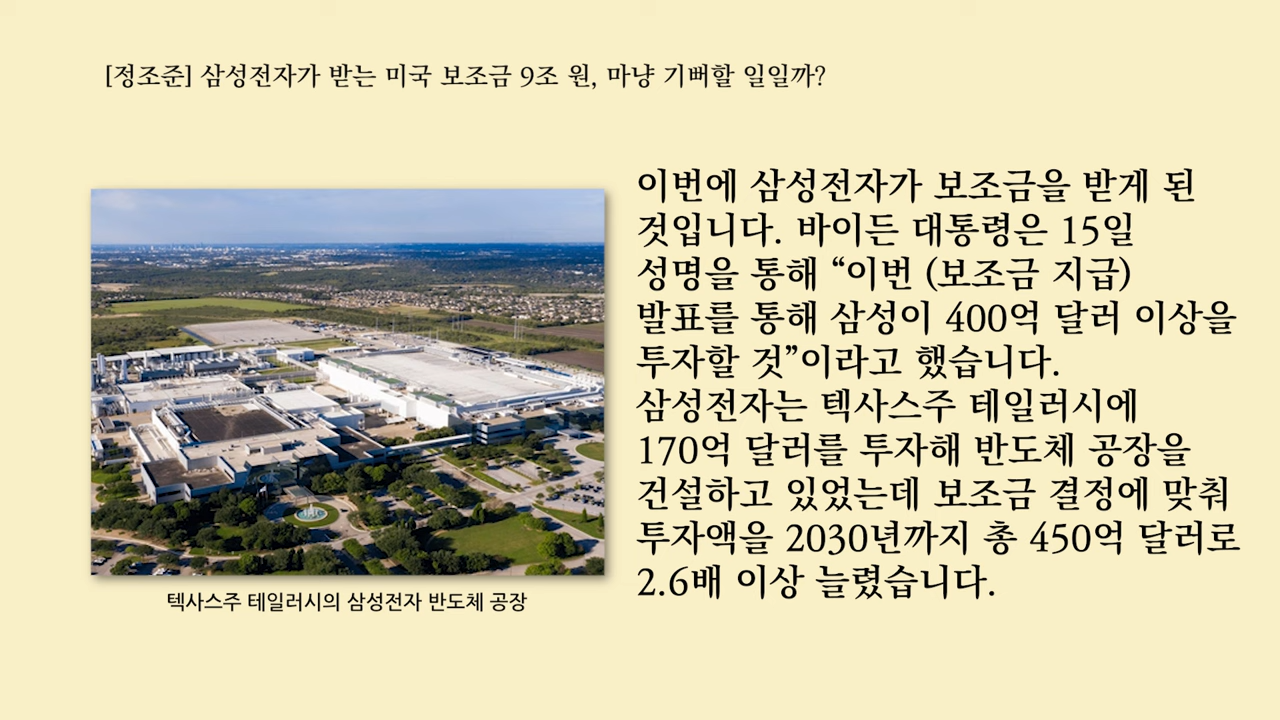 [정조준] 삼성전자가 받는 미국 보조금 9조 원, 마냥 기뻐할 일일까?
이번에 삼성전자가 보조금을 받게 된
것입니다. 바이든 대통령은 15일
성명을 통해 “이번 (보조금 지급)
발표를 통해 삼성이 400억 달러 이상을
투자할 것”이라고 했습니다.
삼성전자는 텍사스주 테일러시에
170억 달러를 투자해 반도체 공장을
건설하고 있었는데 보조금 결정에 맞춰
투자액을 2030년까지 총 450억 달러로
2.6배 이상 늘렸습니다.
텍사스주 테일러시의 삼성전자 반도체 공장